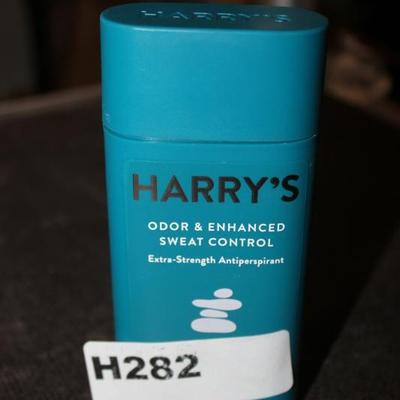 HARRY'S
HARRY'S
ODOR & ENHANCED
SWEAT CONTROL
Extra-Strength Antiperspirant
H282